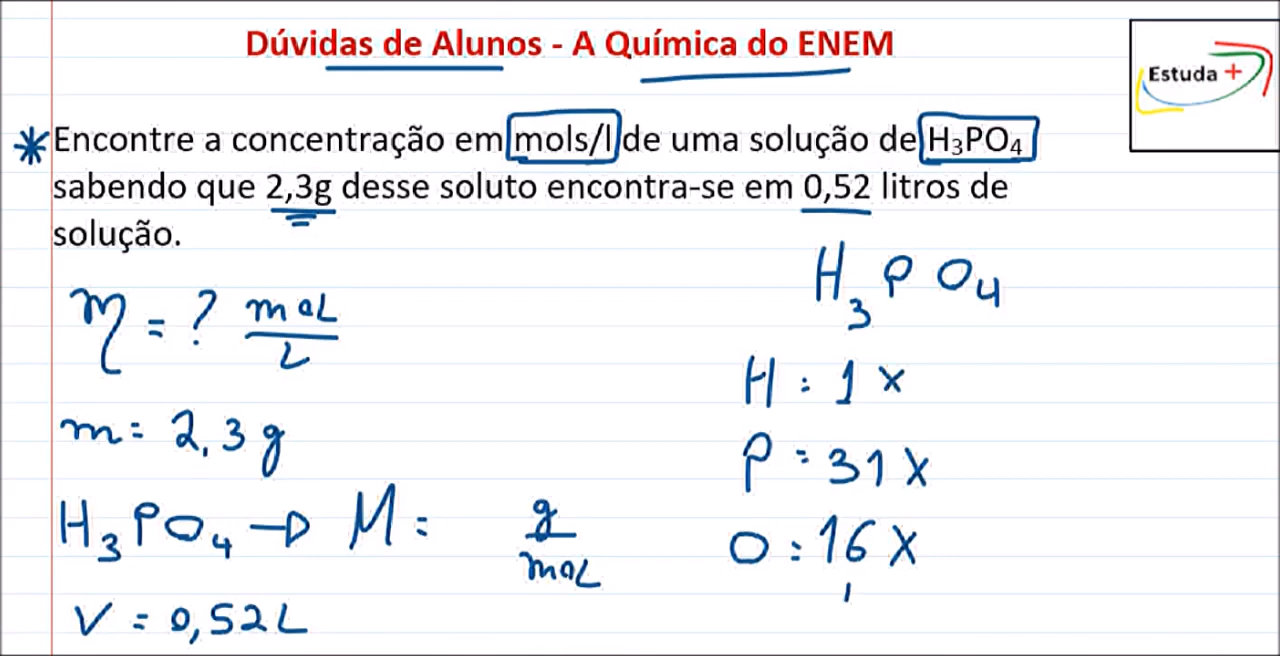 Dúvidas de Alunos - A Química do ENEM
Estuda +
*Encontre a concentração em mols/l de uma solução de H₃PO₄
sabendo que 2,3g desse soluto encontra-se em 0,52 litros de
solução.
H₃PO₄
η = ? moL/L
H : 1 x
m = 2,3 g
P = 31 x
H₃PO₄ → M = g/moL
O : 16 x
V = 0,52 L